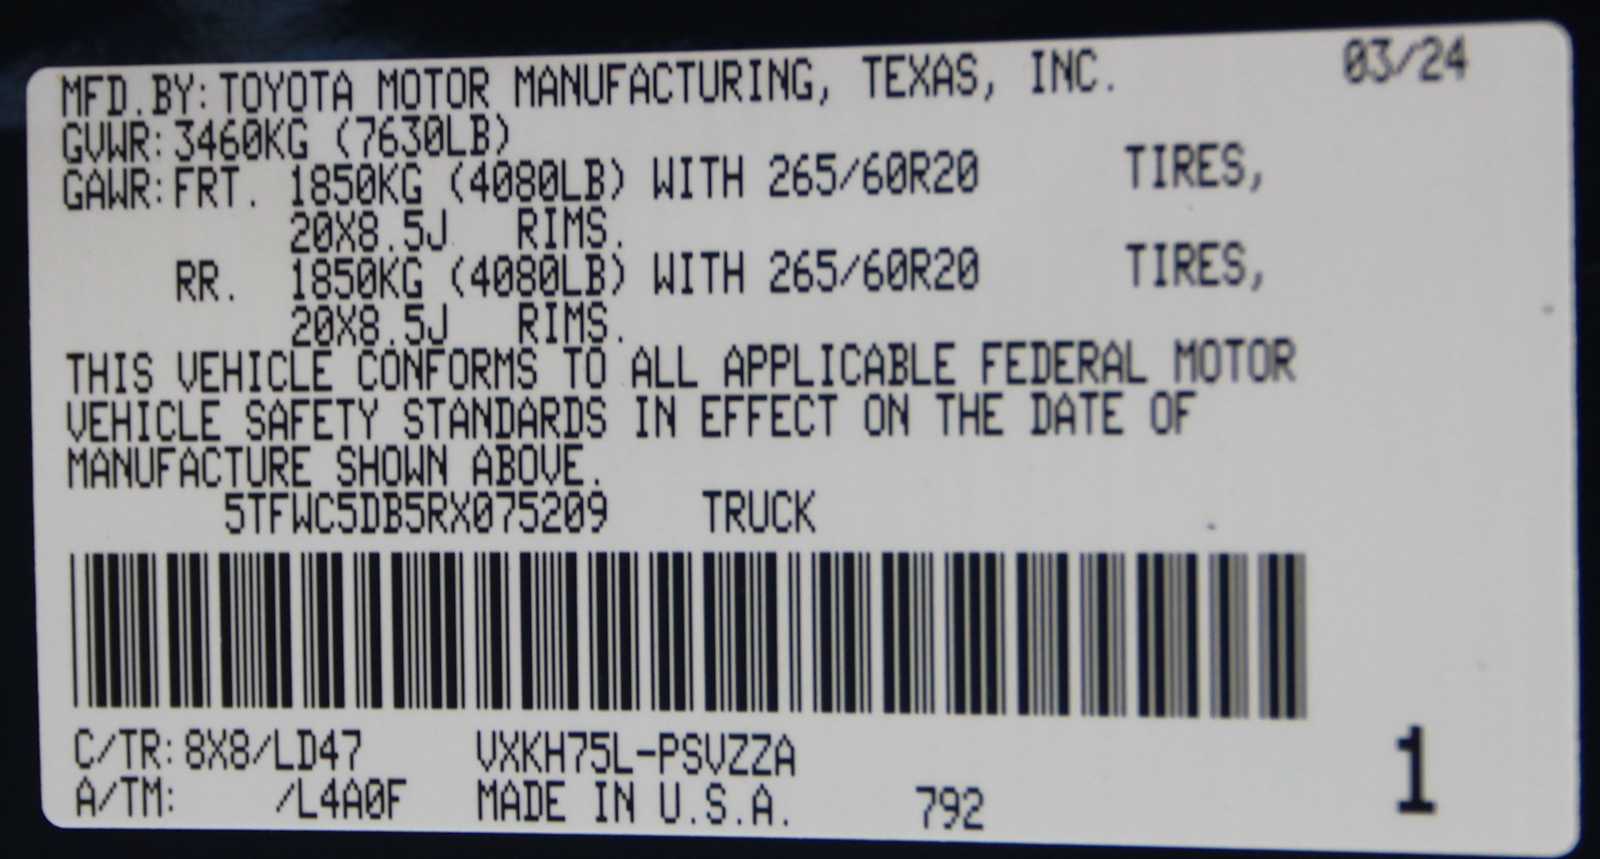 MFD.BY: TOYOTA MOTOR MANUFACTURING, TEXAS, INC. 03/24
GVWR: 3460KG (7630LB)
GAWR: FRT. 1850KG (4080LB) WITH 265/60R20 TIRES,
20X8.5J RIMS.
RR. 1850KG (4080LB) WITH 265/60R20 TIRES,
20X8.5J RIMS.
THIS VEHICLE CONFORMS TO ALL APPLICABLE FEDERAL MOTOR
VEHICLE SAFETY STANDARDS IN EFFECT ON THE DATE OF
MANUFACTURE SHOWN ABOVE.
5TFWC5DB5RX075209 TRUCK
C/TR: 8X8/LD47 VXKH75L-PSVZZA
A/TM: /L4A0F MADE IN U.S.A. 792 1